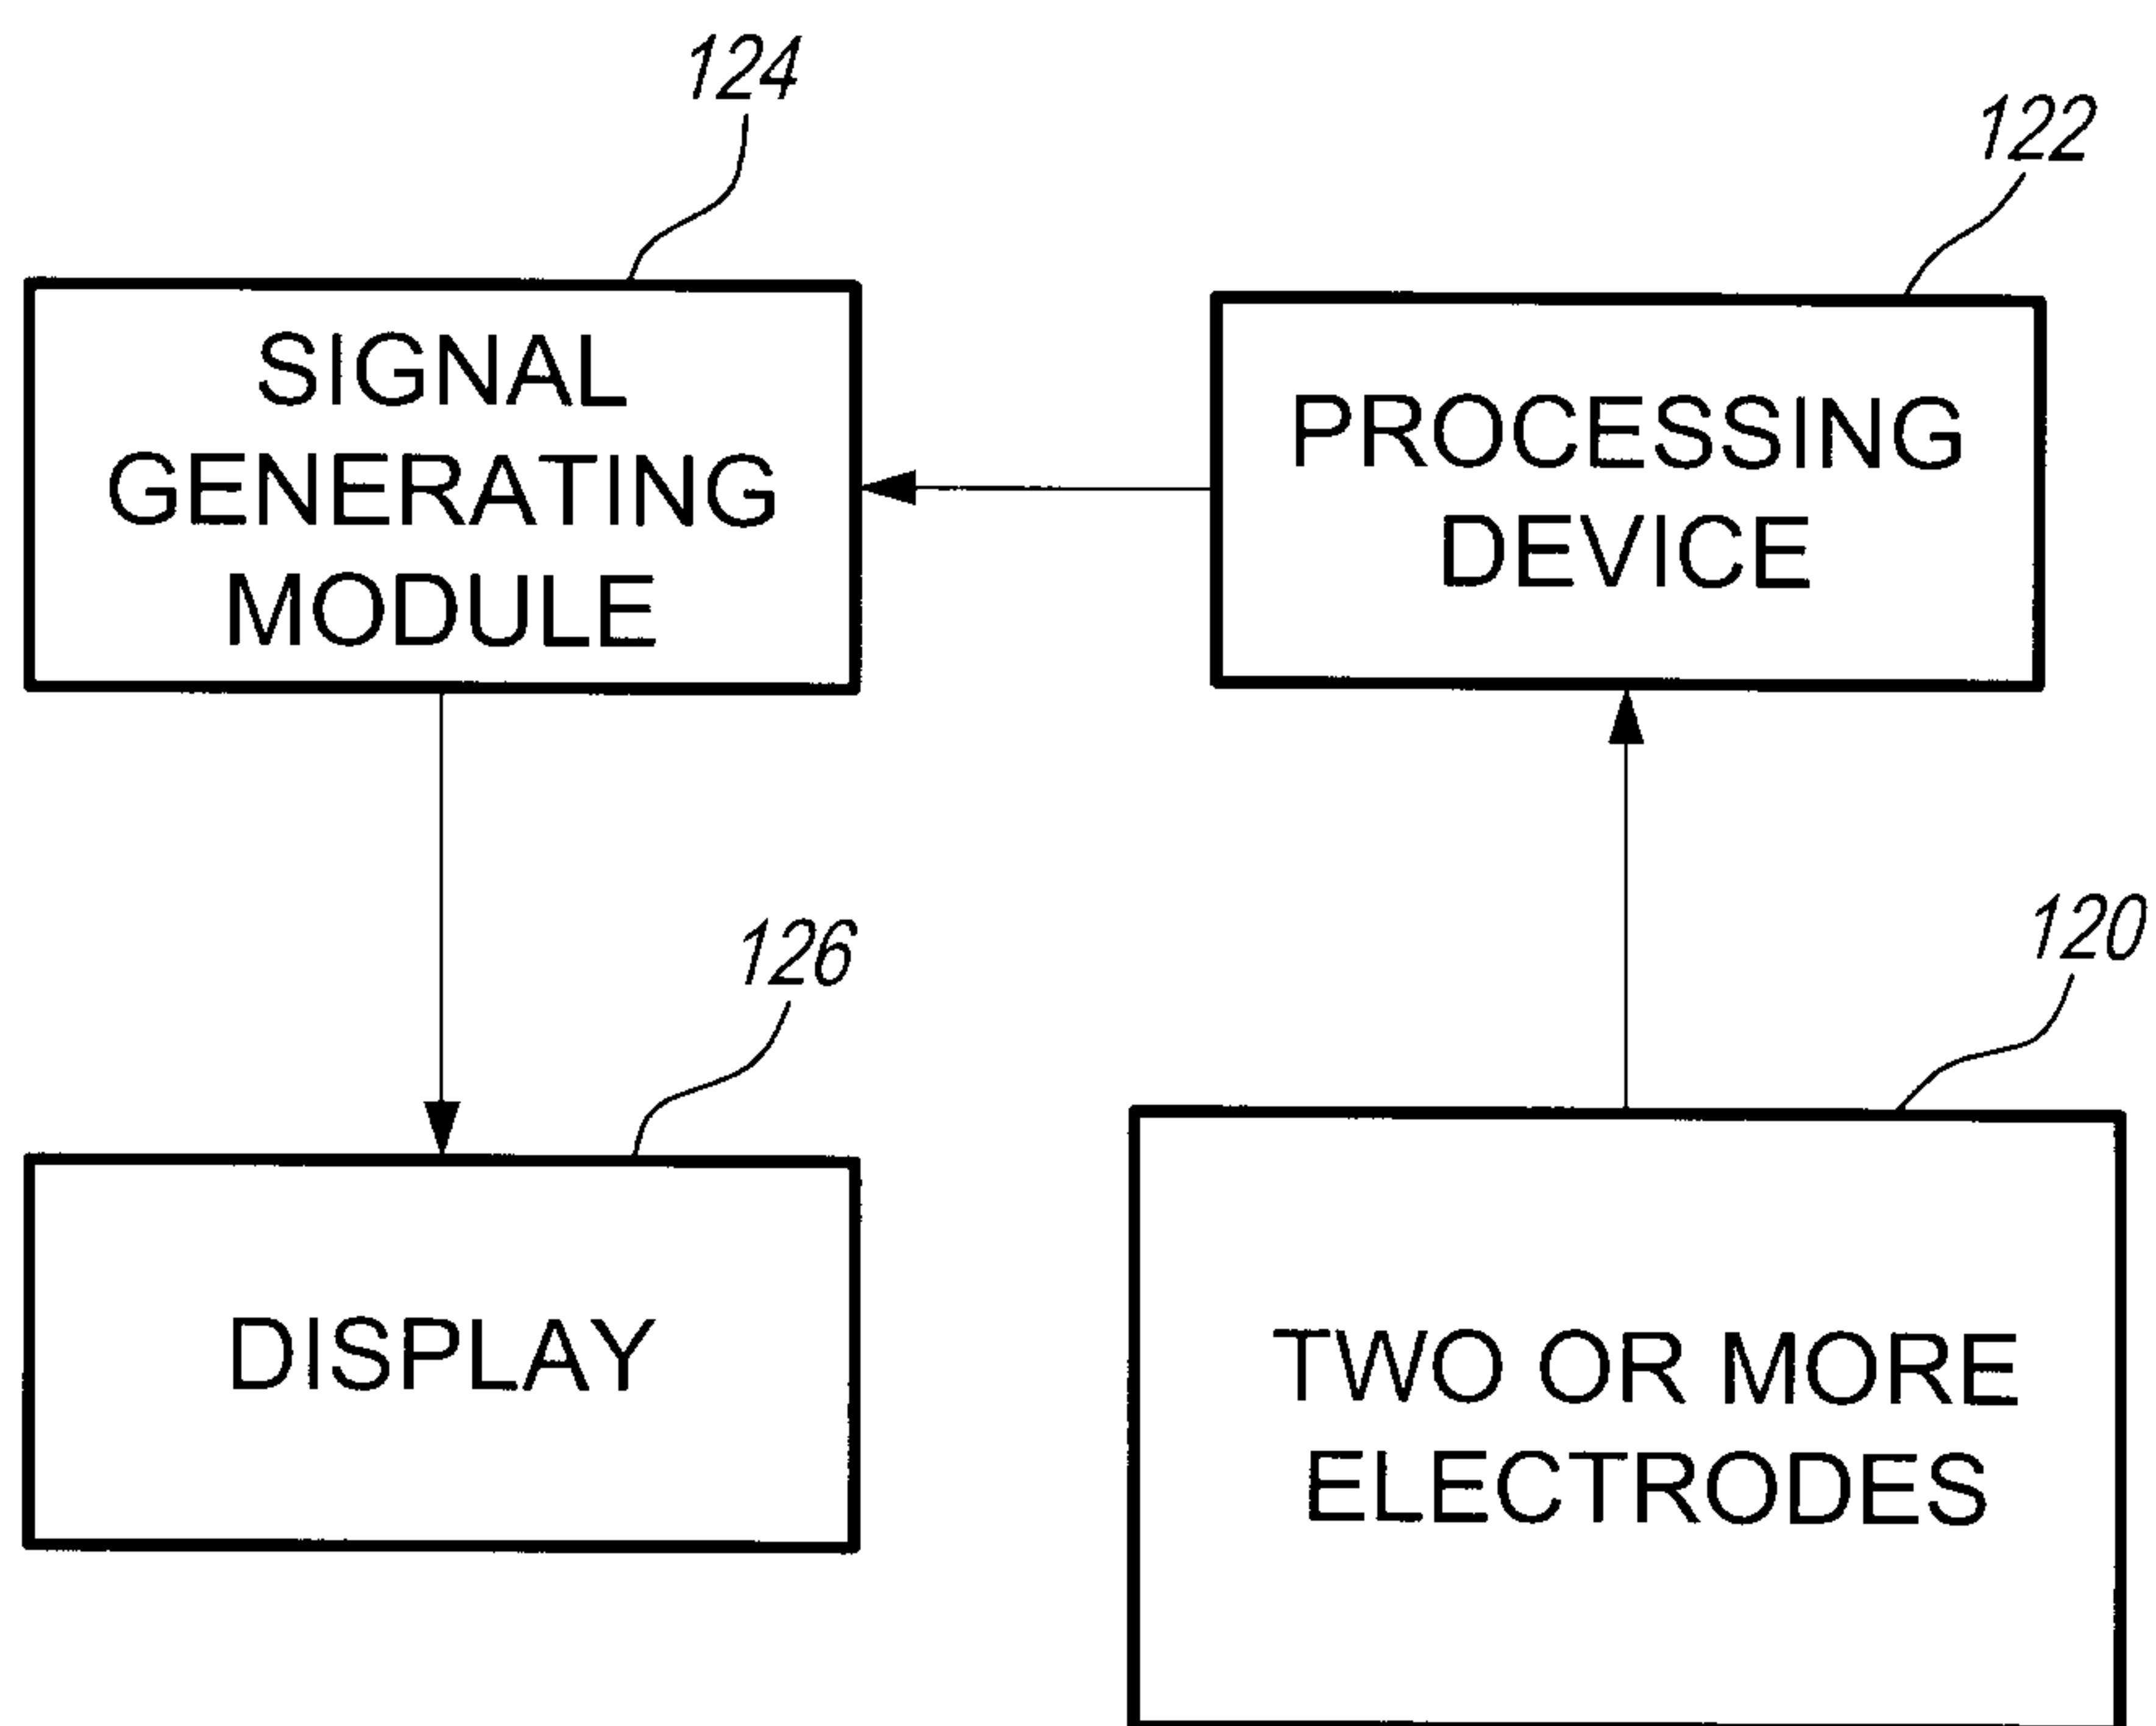 124
122
SIGNAL
GENERATING
MODULE
PROCESSING
DEVICE
126
120
DISPLAY
TWO OR MORE
ELECTRODES